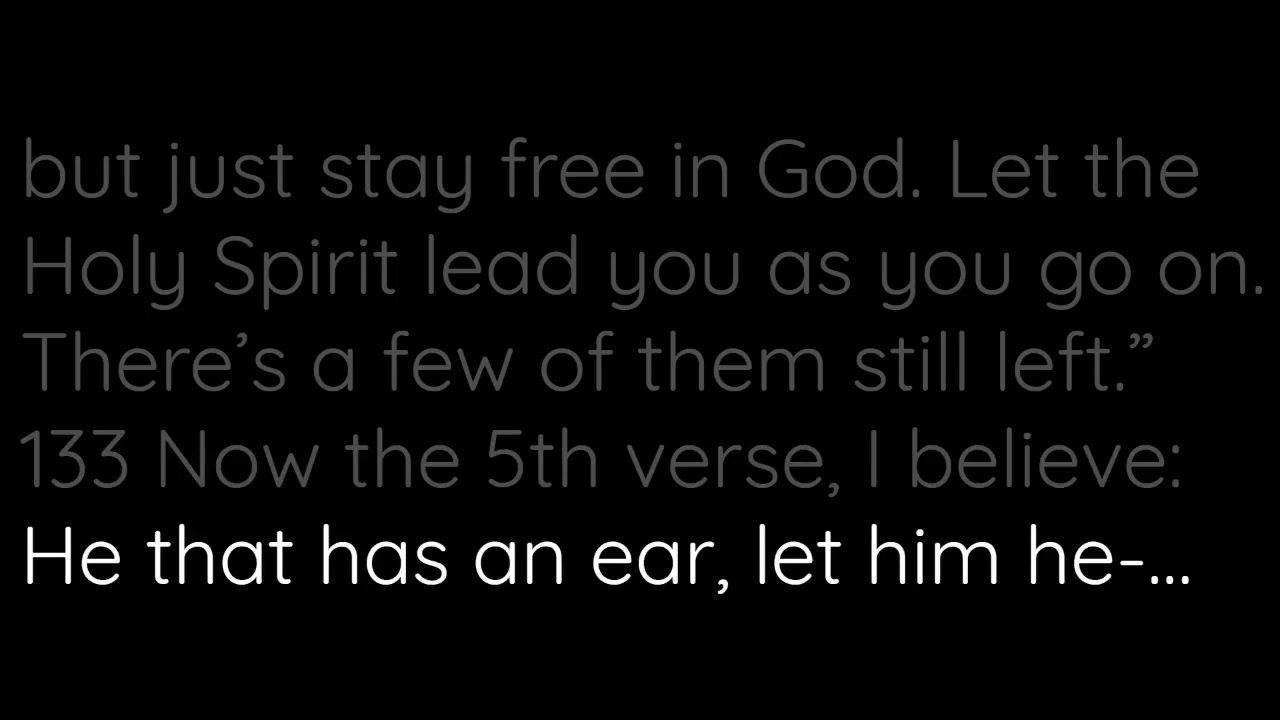 but just stay free in God. Let the
Holy Spirit lead you as you go on.
There’s a few of them still left.”
133 Now the 5th verse, I believe:
He that has an ear, let him he-...